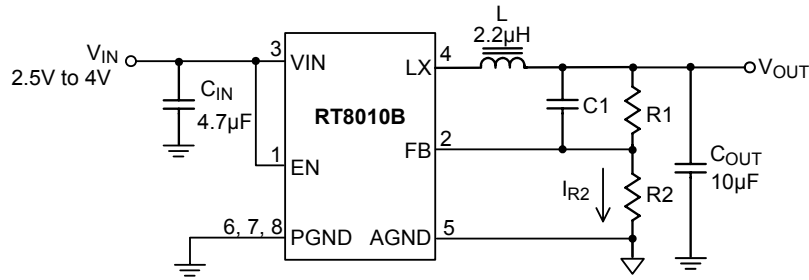 V_IN
2.5V to 4V
C_IN
4.7µF
3
VIN
1
EN
6, 7, 8
PGND
RT8010B
4
LX
2
FB
5
AGND
L
2.2µH
C1
R1
I_R2
R2
V_OUT
C_OUT
10µF